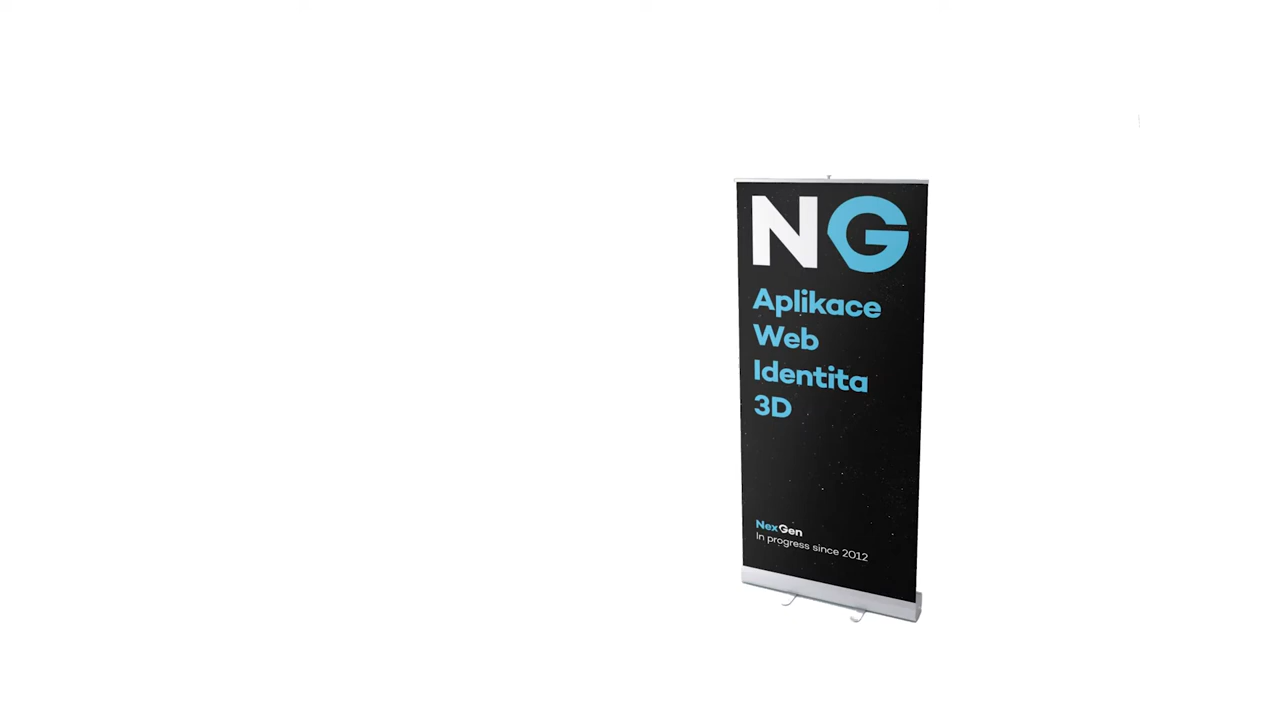 NG
Aplikace
Web
Identita
3D
NexGen
In progress since 2012